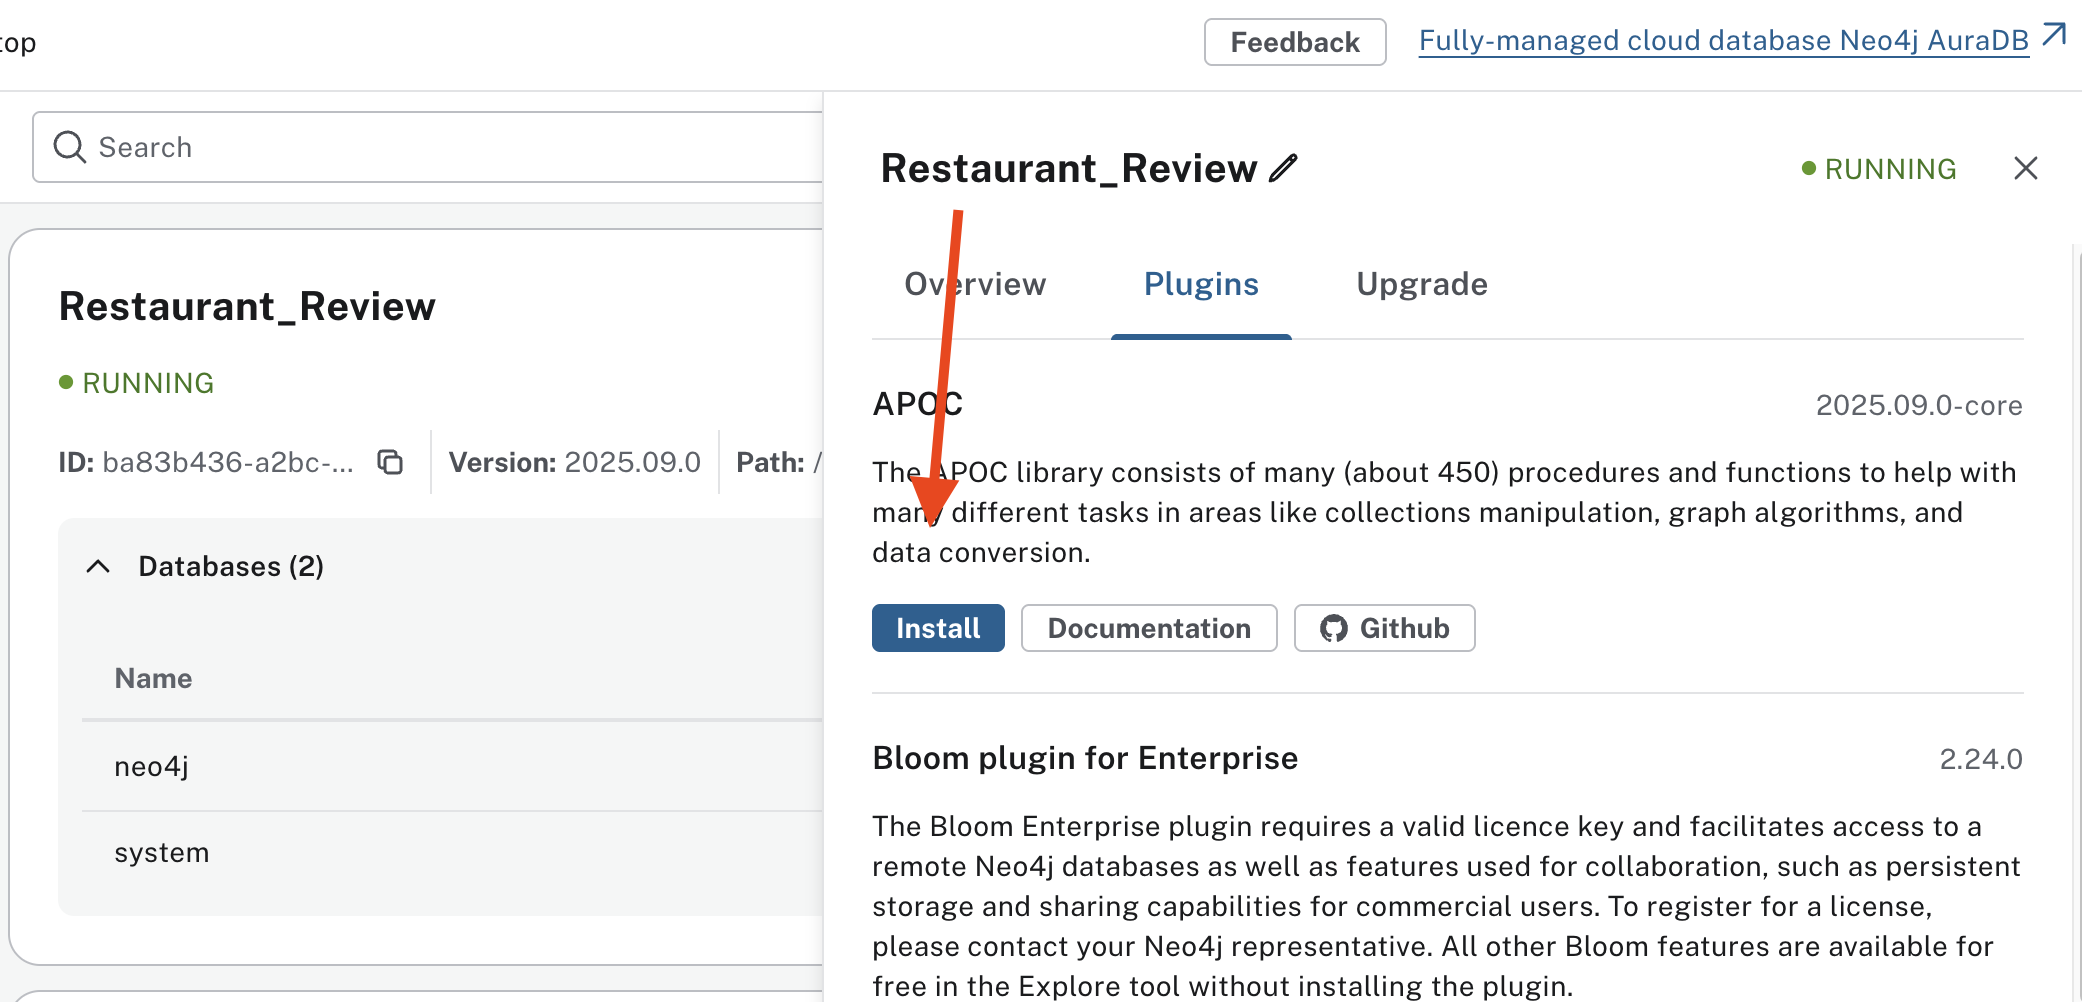 top
Feedback
Fully-managed cloud database Neo4j AuraDB
Search
Restaurant_Review
RUNNING
ID: ba83b436-a2bc-...
Version: 2025.09.0
Path: /
Databases (2)
Name
neo4j
system
Restaurant_Review
RUNNING
Overview
Plugins
Upgrade
APOC
2025.09.0-core
The APOC library consists of many (about 450) procedures and functions to help with
many different tasks in areas like collections manipulation, graph algorithms, and
data conversion.
Install
Documentation
Github
Bloom plugin for Enterprise
2.24.0
The Bloom Enterprise plugin requires a valid licence key and facilitates access to a
remote Neo4j databases as well as features used for collaboration, such as persistent
storage and sharing capabilities for commercial users. To register for a license,
please contact your Neo4j representative. All other Bloom features are available for
free in the Explore tool without installing the plugin.